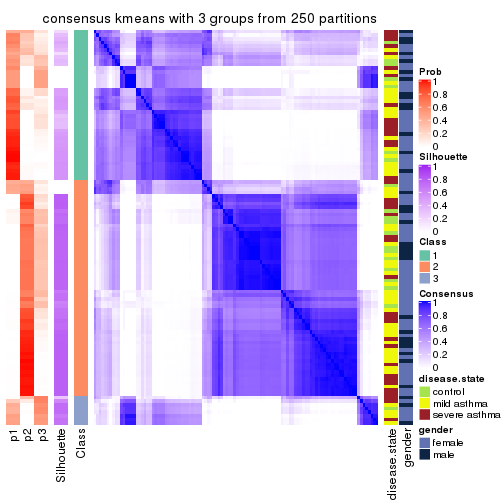 consensus kmeans with 3 groups from 250 partitions
Prob
1
0.8
0.6
0.4
0.2
0
Silhouette
1
0.8
0.6
0.4
0.2
0
Class
1
2
3
Consensus
1
0.8
0.6
0.4
0.2
0
disease.state
control
mild asthma
severe asthma
gender
female
male
p1
p2
p3
Silhouette
Class
disease.state
gender